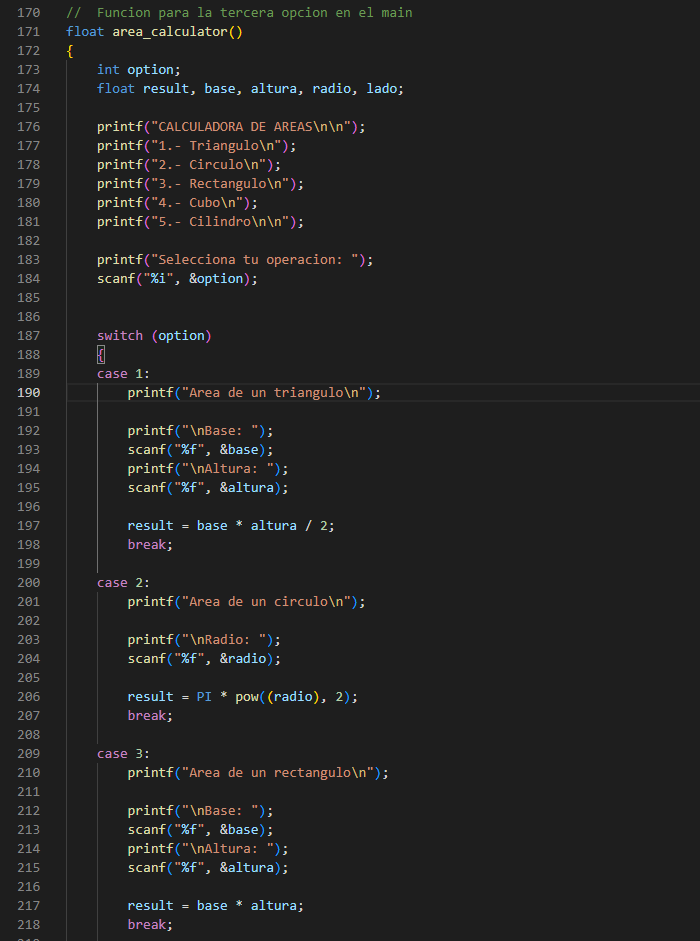 170 // Funcion para la tercera opcion en el main
171 float area_calculator()
172 {
173 int option;
174 float result, base, altura, radio, lado;
175
176 printf("CALCULADORA DE AREAS\n\n");
177 printf("1.- Triangulo\n");
178 printf("2.- Circulo\n");
179 printf("3.- Rectangulo\n");
180 printf("4.- Cubo\n");
181 printf("5.- Cilindro\n\n");
182
183 printf("Selecciona tu operacion: ");
184 scanf("%i", &option);
185
186
187 switch (option)
188 {
189 case 1:
190 printf("Area de un triangulo\n");
191
192 printf("\nBase: ");
193 scanf("%f", &base);
194 printf("\nAltura: ");
195 scanf("%f", &altura);
196
197 result = base * altura / 2;
198 break;
199
200 case 2:
201 printf("Area de un circulo\n");
202
203 printf("\nRadio: ");
204 scanf("%f", &radio);
205
206 result = PI * pow((radio), 2);
207 break;
208
209 case 3:
210 printf("Area de un rectangulo\n");
211
212 printf("\nBase: ");
213 scanf("%f", &base);
214 printf("\nAltura: ");
215 scanf("%f", &altura);
216
217 result = base * altura;
218 break;